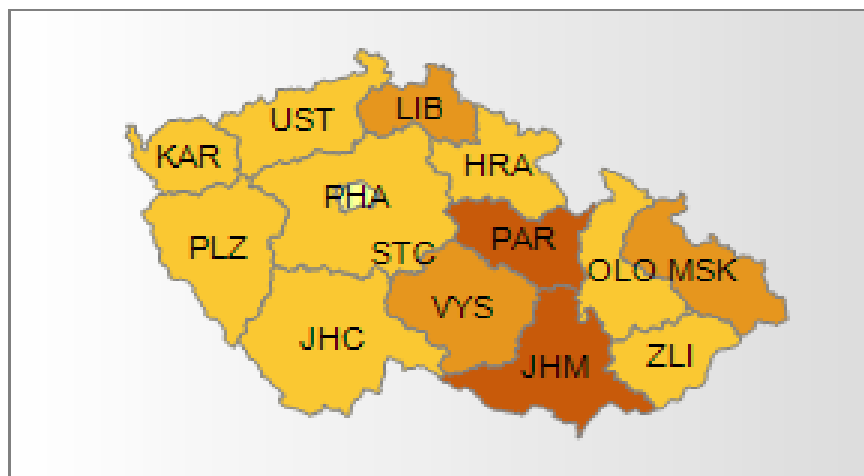 LIB
UST
KAR
HRA
PHA
PLZ
PAR
STC
OLO
MSK
VYS
JHC
ZLI
JHM